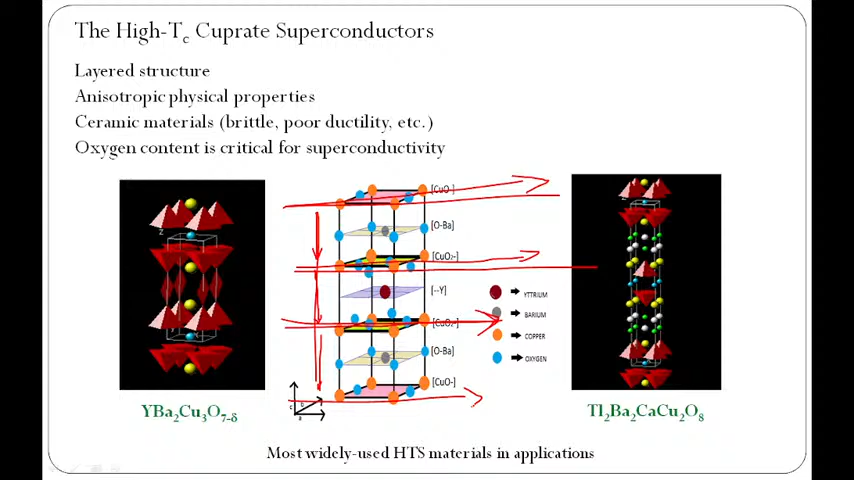 The High-Tc Cuprate Superconductors
Layered structure
Anisotropic physical properties
Ceramic materials (brittle, poor ductility, etc.)
Oxygen content is critical for superconductivity
[CuO-]
[O-Ba]
[CuO2-]
[--Y]
[CuO2-]
[O-Ba]
[CuO-]
YTTRIUM
BARIUM
COPPER
OXYGEN
YBa2Cu3O7-δ
Tl2Ba2CaCu2O8
Most widely-used HTS materials in applications